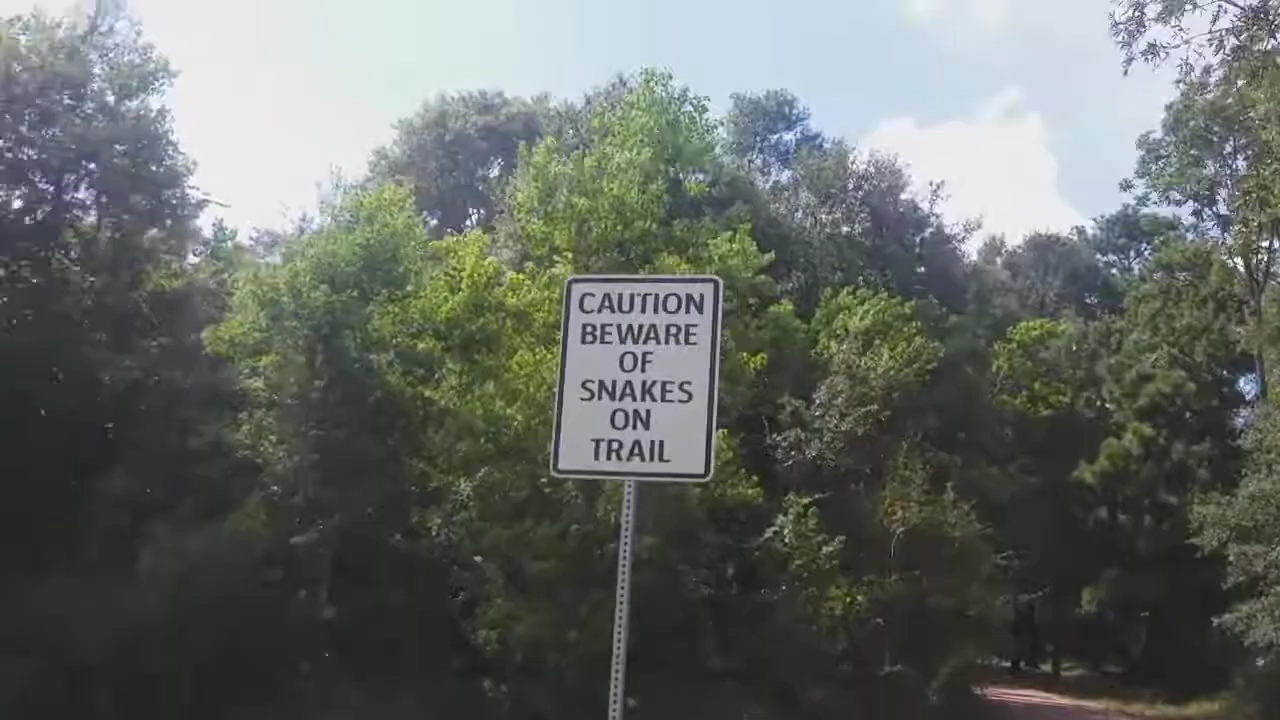 CAUTION
BEWARE
OF
SNAKES
ON
TRAIL